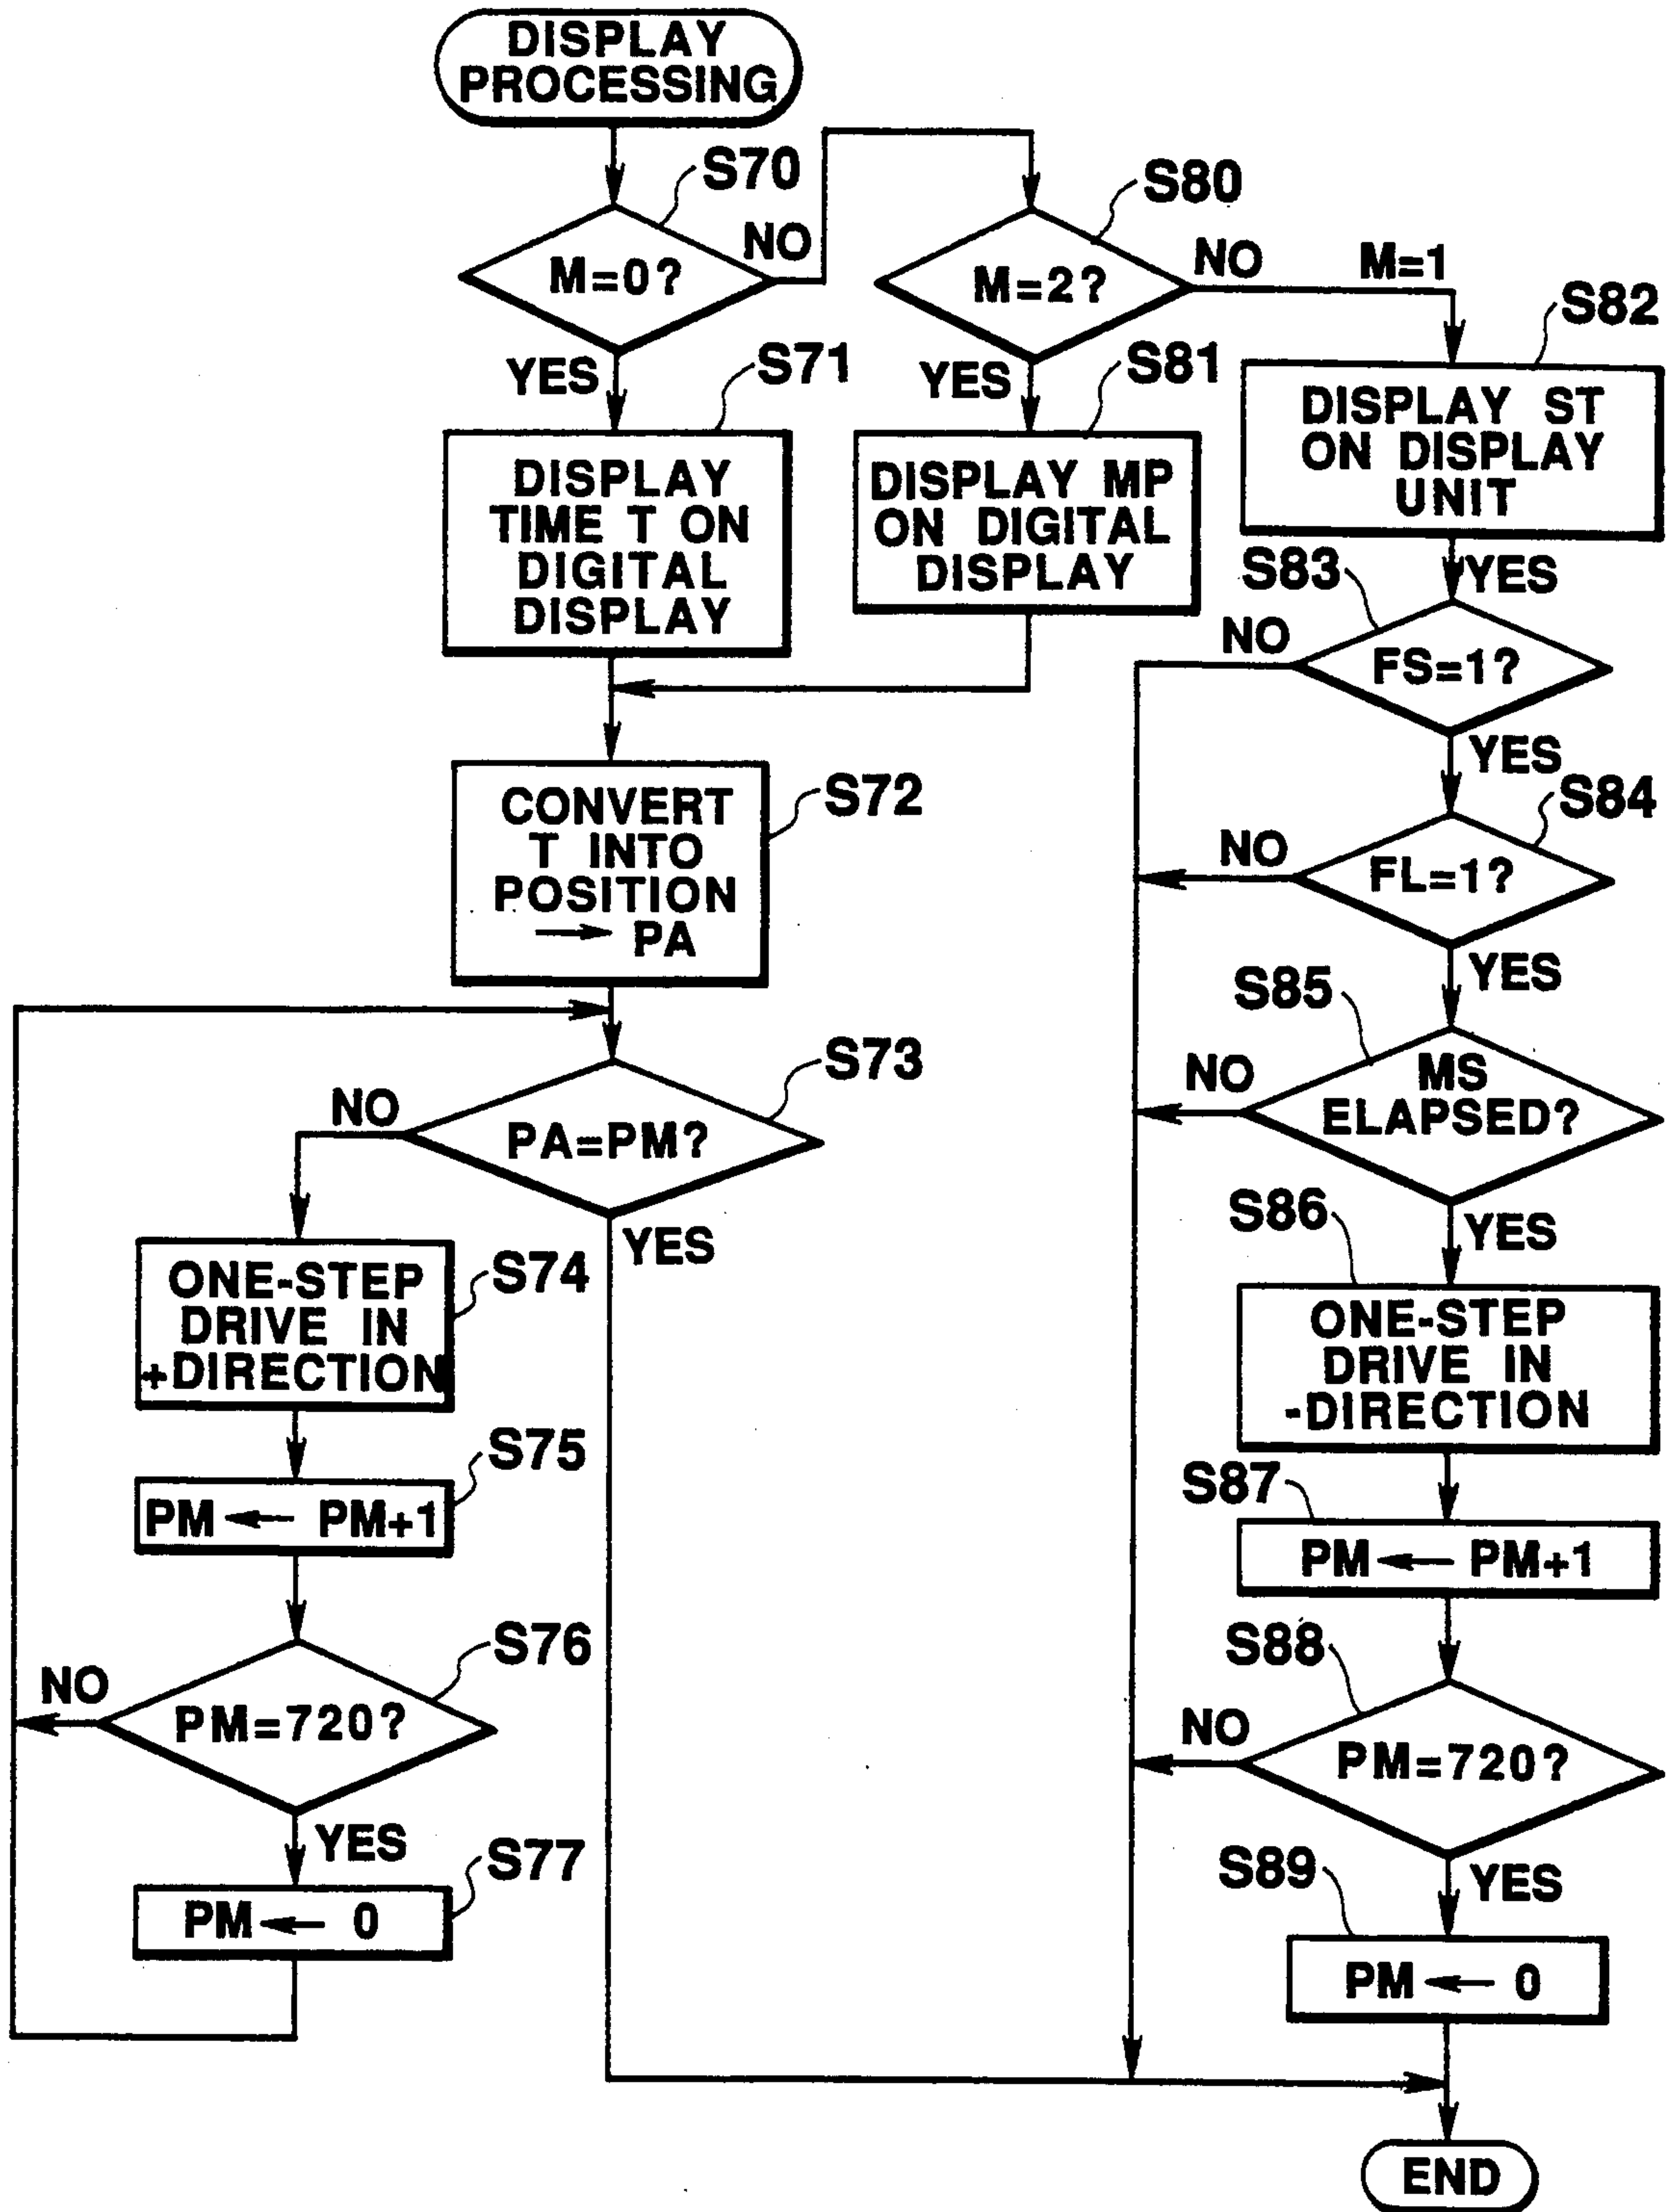 DISPLAY
PROCESSING
S70
M=0?
NO
YES
S71
DISPLAY
TIME T ON
DIGITAL
DISPLAY
S80
M=2?
NO
M=1
YES
S81
DISPLAY MP
ON DIGITAL
DISPLAY
S82
DISPLAY ST
ON DISPLAY
UNIT
YES
S72
CONVERT
T INTO
POSITION
→ PA
S73
PA=PM?
NO
YES
S74
ONE-STEP
DRIVE IN
+DIRECTION
S75
PM ← PM+1
S76
PM=720?
NO
YES
S77
PM ← 0
S83
FS=1?
NO
YES
S84
FL=1?
NO
YES
S85
MS
ELAPSED?
NO
YES
S86
ONE-STEP
DRIVE IN
-DIRECTION
S87
PM ← PM+1
S88
PM=720?
NO
YES
S89
PM ← 0
END